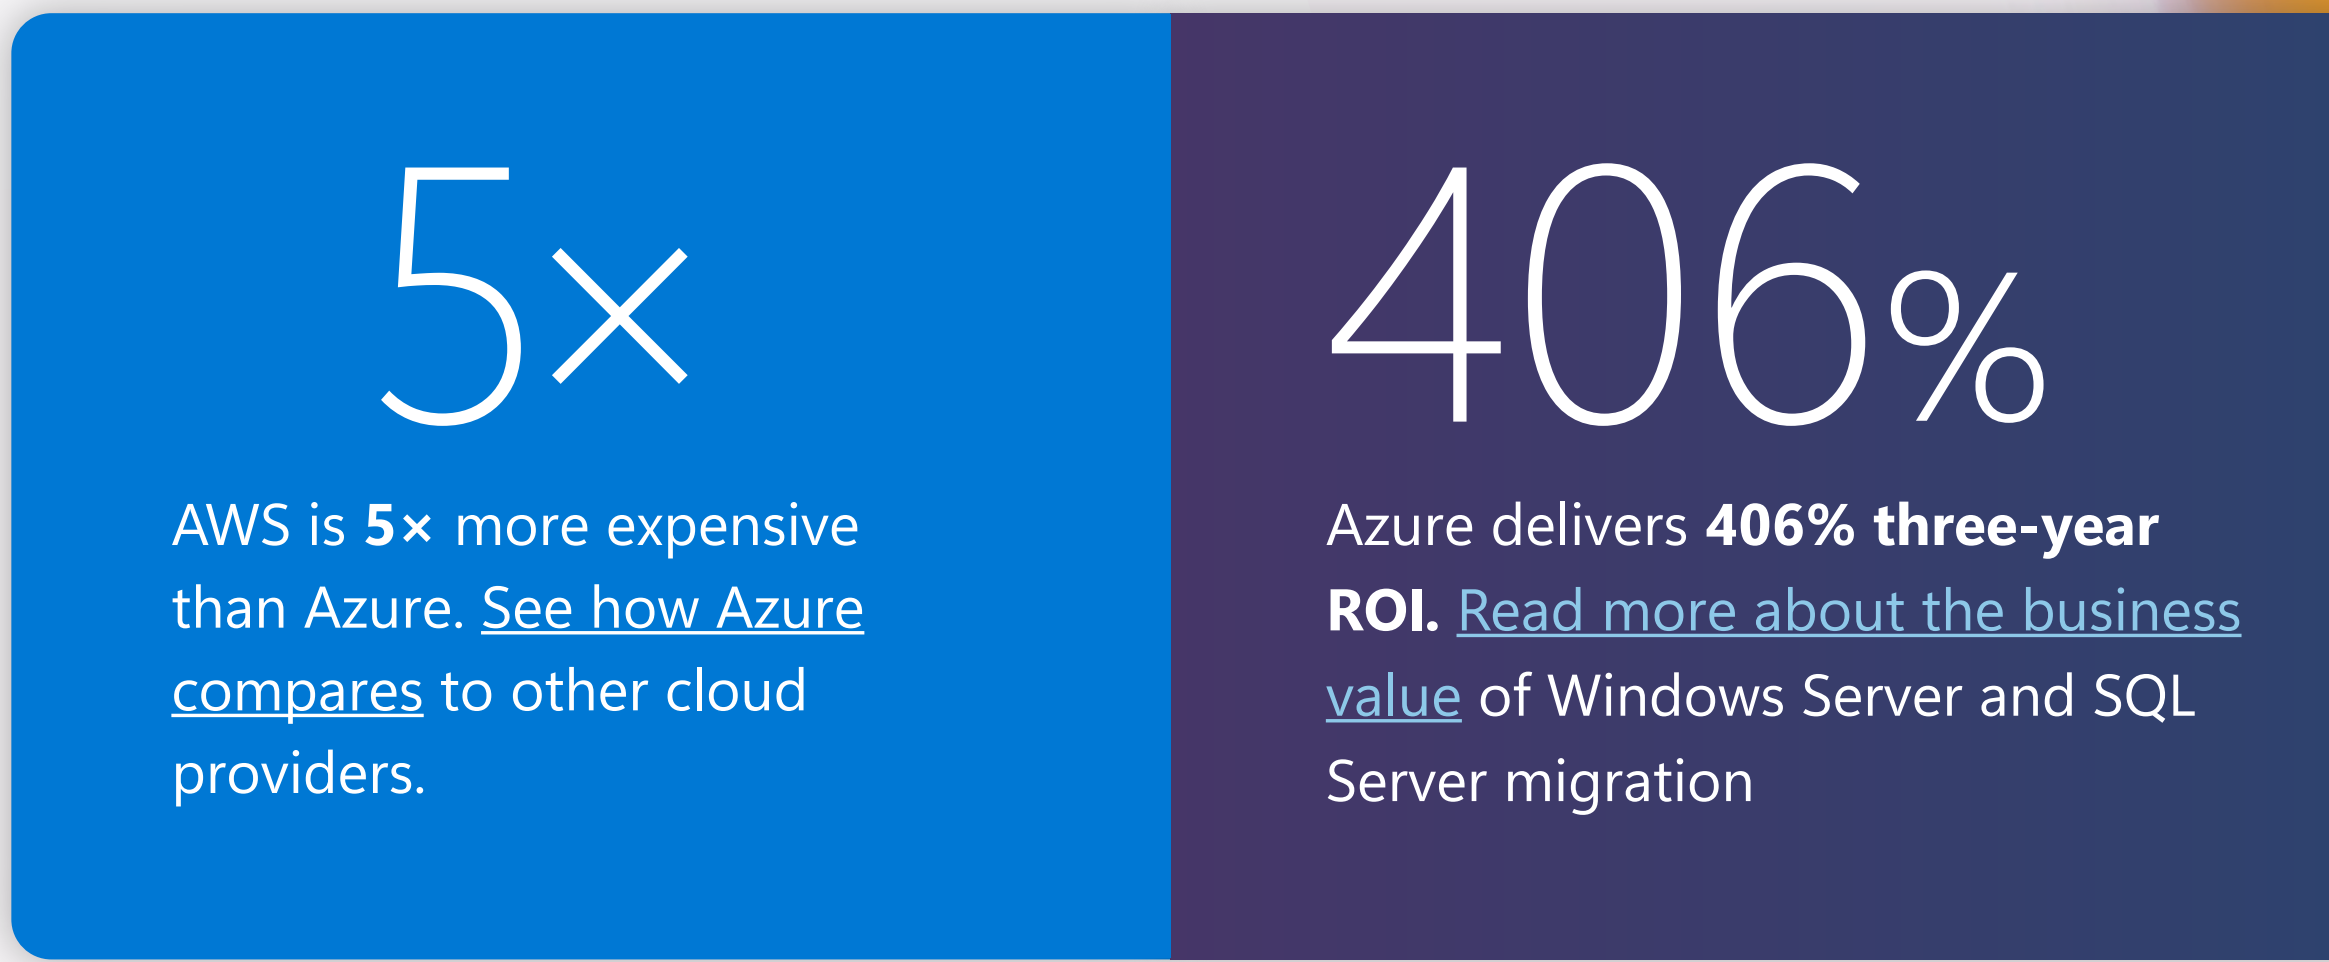 5×
AWS is 5× more expensive
than Azure. See how Azure
compares to other cloud
providers.
406%
Azure delivers 406% three-year
ROI. Read more about the business
value of Windows Server and SQL
Server migration